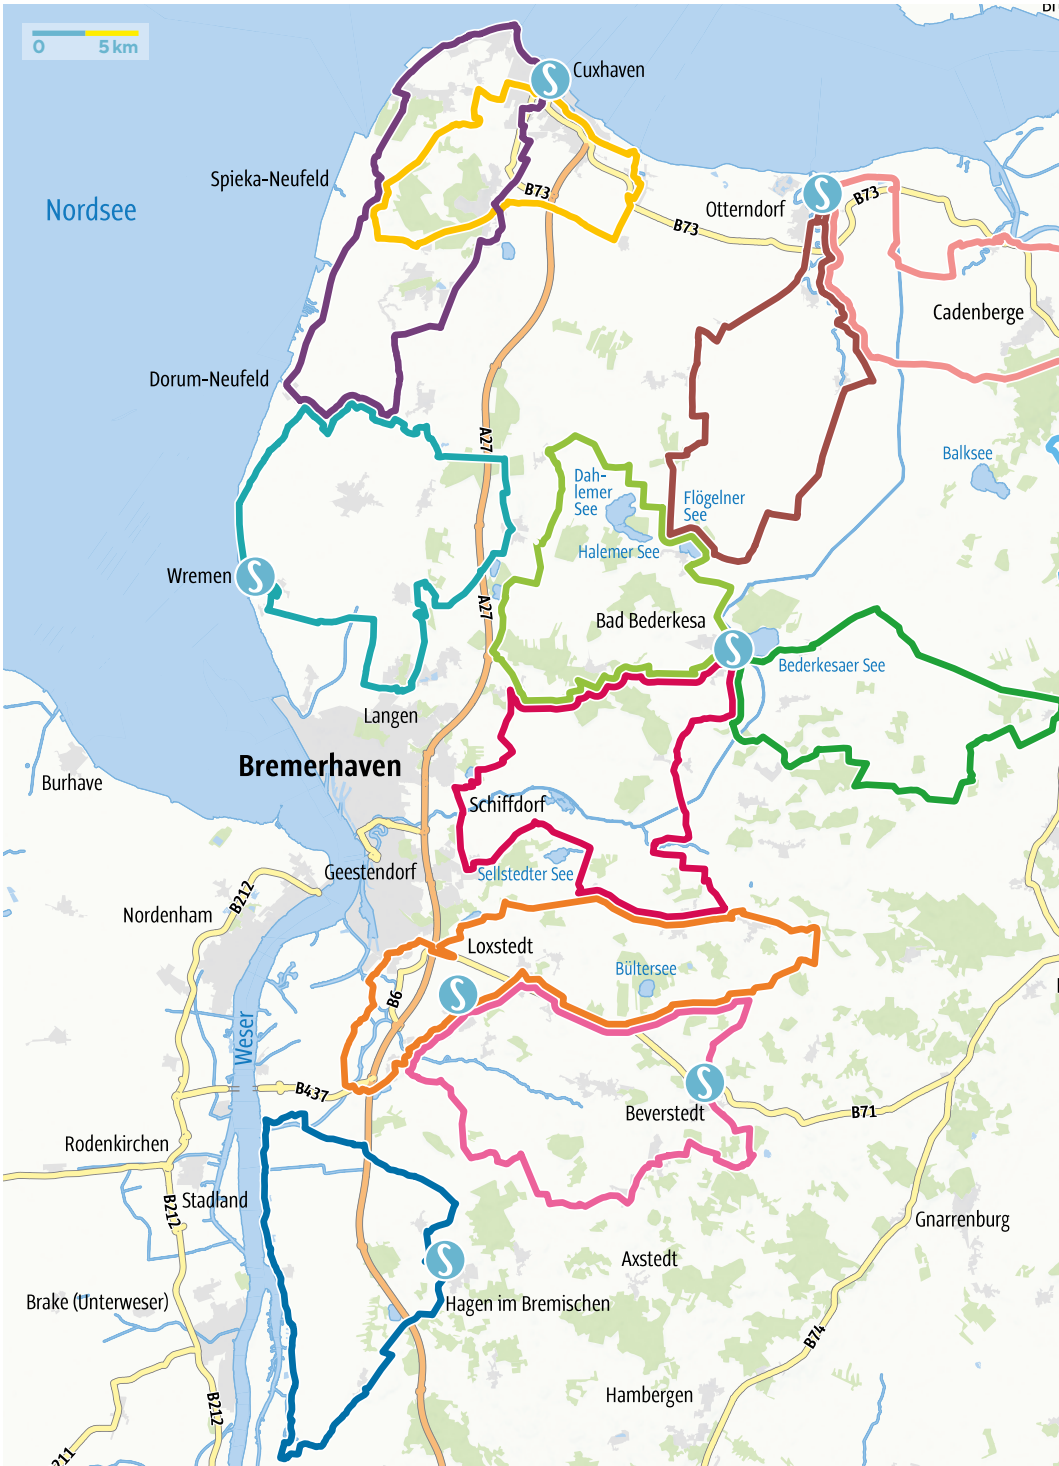 0 5 km
S
Cuxhaven
Spieka-Neufeld
B73
Nordsee
Otterndorf
S
B73
B73
Cadenberge
Dorum-Neufeld
A27
Balksee
Dah-
lemer
See
Flögelner
See
Halemer See
Wremen
S
A27
Bad Bederkesa
S
Bederkesaer See
Langen
Bremerhaven
Burhave
Schiffdorf
Geestendorf
Sellstedter See
B212
Nordenham
Loxstedt
Bültersee
S
B6
Weser
S
B437
Beverstedt
B71
Rodenkirchen
Stadland
B212
Gnarrenburg
S
Axstedt
Brake (Unterweser)
Hagen im Bremischen
B74
Hambergen
B212
211